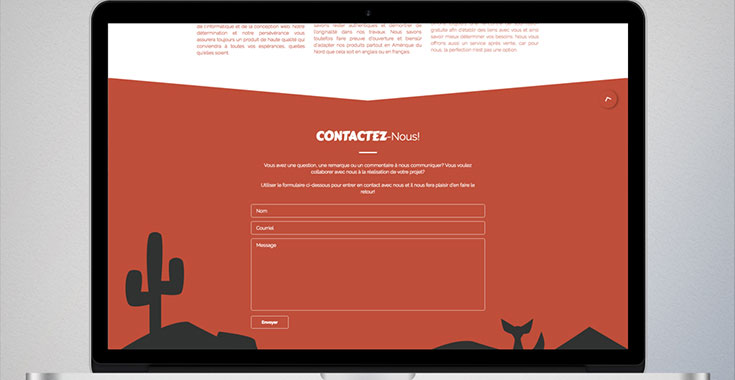 de l'informatique et de la conception web. Notre
détermination et notre persévérance vous
assurera toujours un produit de haute qualité qui
conviendra à toutes vos espérances, quelles
qu'elles soient.
savons rester authentiques et démontrer de
l'originalité dans nos travaux. Nous savons
toutefois faire preuve d'ouverture et biensûr
d'adapter nos produits partout en Amérique du
Nord que cela soit en anglais ou en français.
gratuite afin d'établir des liens avec vous et ainsi
savoir mieux déterminer vos besoins. Nous vous
offrons aussi un service après vente, car pour
nous, la perfection n'est pas une option.
CONTACTEZ-Nous!
Vous avez une question, une remarque ou un commentaire à nous communiquer? Vous voulez
collaborer avec nous à la réalisation de votre projet?
Utiliser le formulaire ci-dessous pour entrer en contact avec nous et il nous fera plaisir d'en faire le
retour!
Nom
Courriel
Message
Envoyer